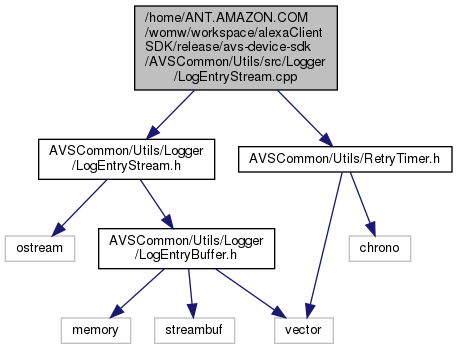 /home/ANT.AMAZON.COM
/womw/workspace/alexaClient
SDK/release/avs-device-sdk
/AVSCommon/Utils/src/Logger
/LogEntryStream.cpp
AVSCommon/Utils/Logger
/LogEntryStream.h
AVSCommon/Utils/RetryTimer.h
ostream
AVSCommon/Utils/Logger
/LogEntryBuffer.h
chrono
memory
streambuf
vector